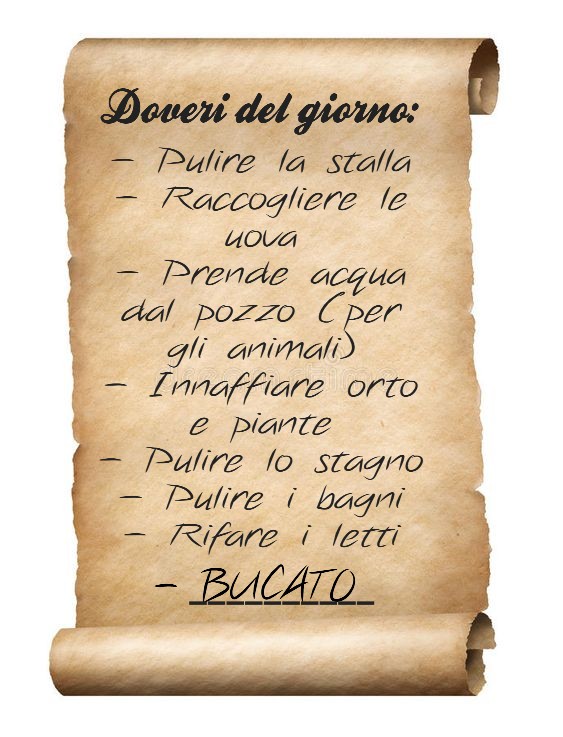 Doveri del giorno:
- Pulire la stalla
- Raccogliere le
uova
- Prende acqua
dal pozzo (per
gli animali)
- Innaffiare orto
e piante
- Pulire lo stagno
- Pulire i bagni
- Rifare i letti
- BUCATO